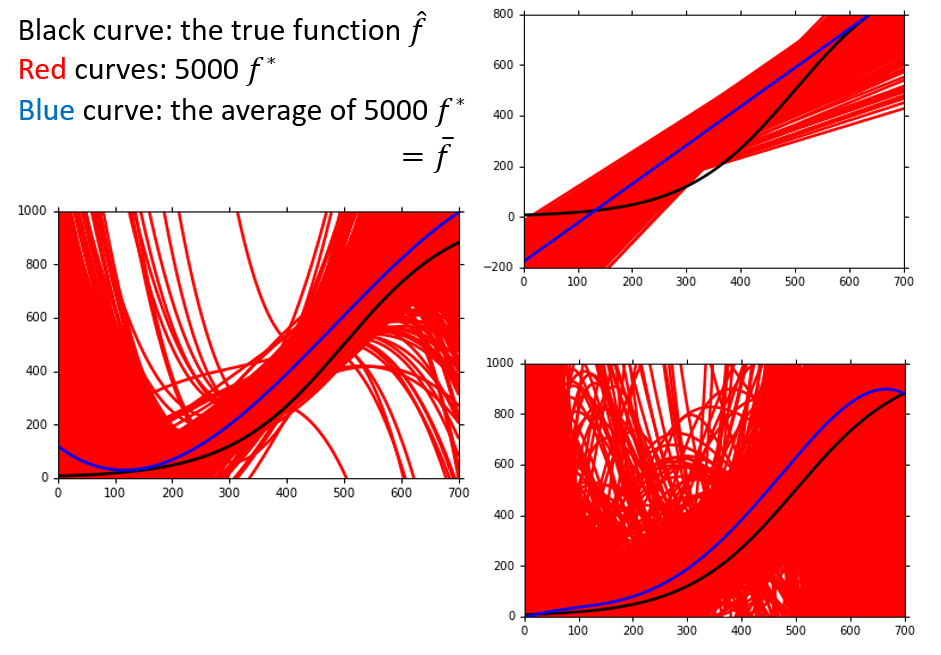 Black curve: the true function f̂
Red curves: 5000 f*
Blue curve: the average of 5000 f*
= f̄
800
600
400
200
0
−200
0 100 200 300 400 500 600 700
1000
800
600
400
200
0
0 100 200 300 400 500 600 700
1000
800
600
400
200
0
0 100 200 300 400 500 600 700